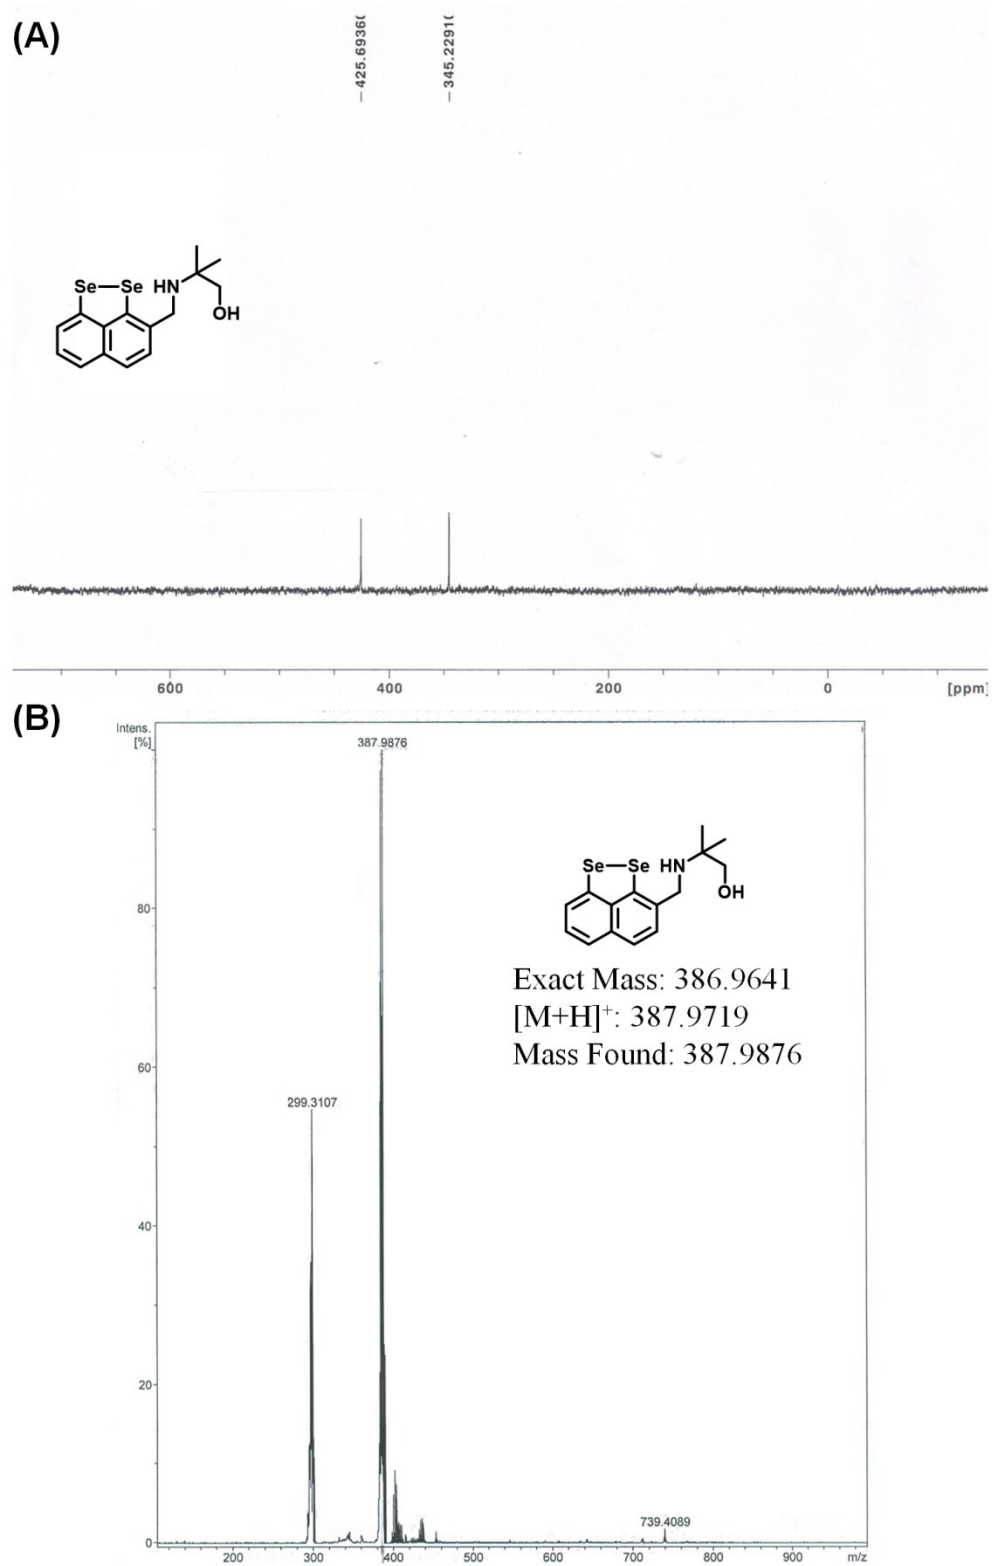 (A)
425.6936(
345.2291(
Se Se HN
OH
600 400 200 0 [ppm]
(B)
Intens.
[%]
387.9876
Se Se HN
OH
80
Exact Mass: 386.9641
[M+H]+: 387.9719
Mass Found: 387.9876
60
299.3107
40
20
739.4089
0
200 300 400 500 600 700 800 900 m/z